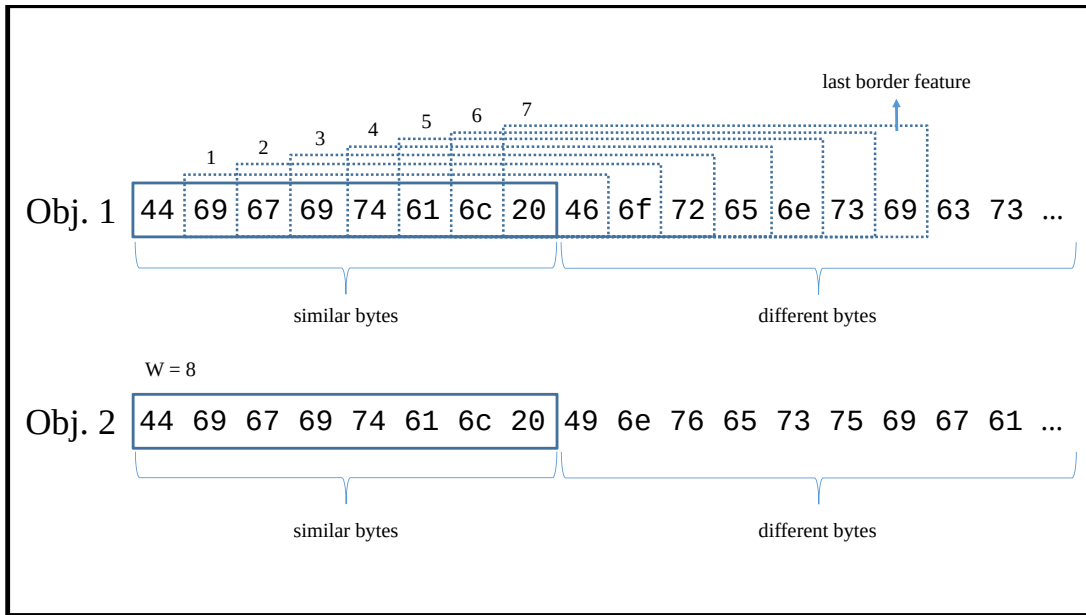 last border feature
7
6
5
4
3
2
1
Obj. 1 44 69 67 69 74 61 6c 20 46 6f 72 65 6e 73 69 63 73 ...
similar bytes different bytes
W = 8
Obj. 2 44 69 67 69 74 61 6c 20 49 6e 76 65 73 75 69 67 61 ...
similar bytes different bytes